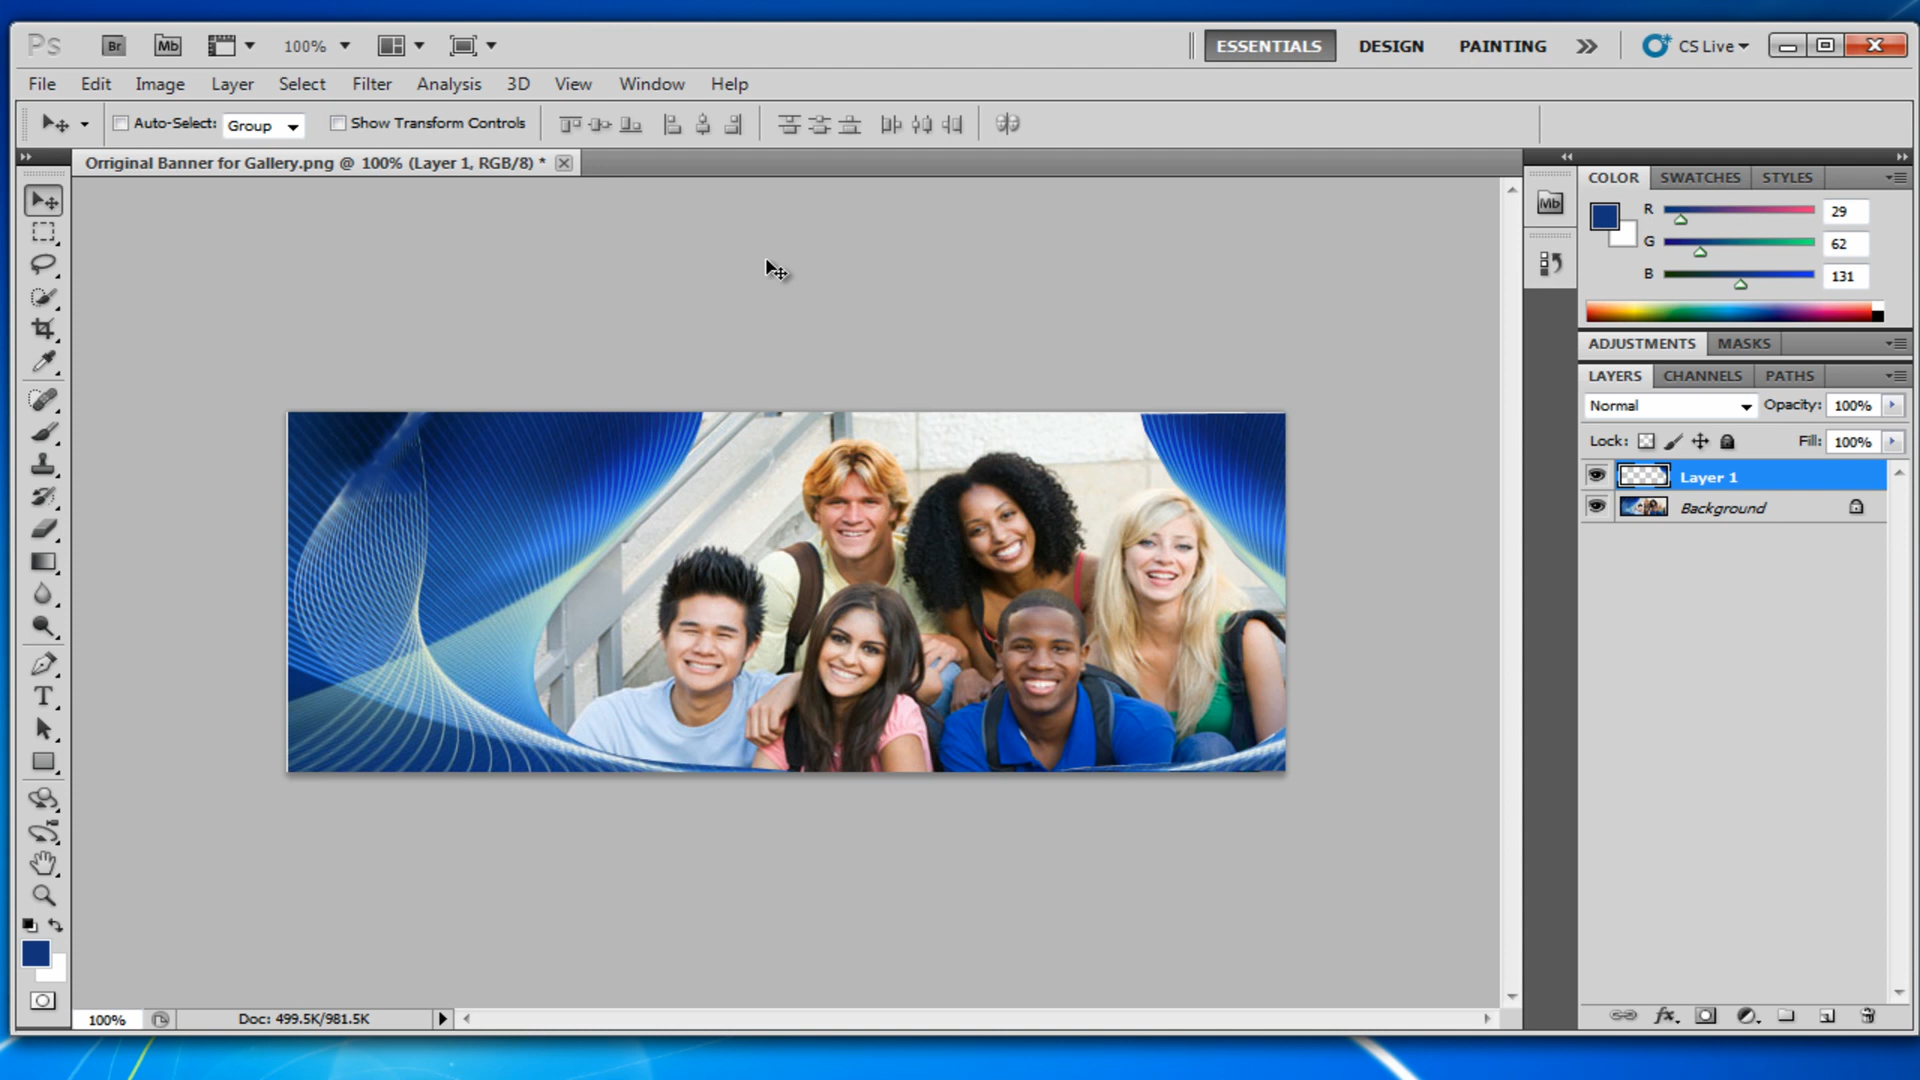 Ps Br Mb 100% ESSENTIALS DESIGN PAINTING CS Live
File Edit Image Layer Select Filter Analysis 3D View Window Help
Auto-Select: Group Show Transform Controls
Orriginal Banner for Gallery.png @ 100% (Layer 1, RGB/8) *
COLOR SWATCHES STYLES
Mb
R 29
G 62
B 131
ADJUSTMENTS MASKS
LAYERS CHANNELS PATHS
Normal Opacity: 100%
Lock: Fill: 100%
Layer 1
Background
T
100% Doc: 499.5K/981.5K
fx.